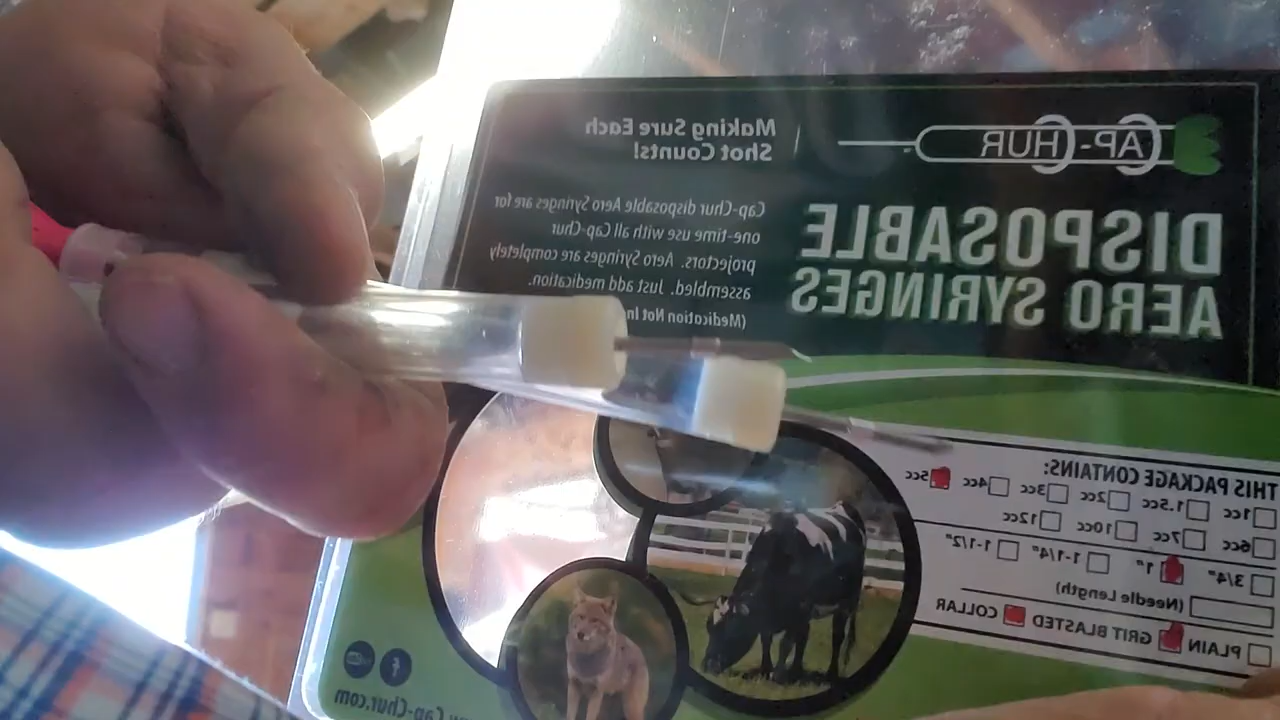 CAP-CHUR
Making Sure Each
Shot Counts!
DISPOSABLE
AERO SYRINGES
Cap-Chur disposable Aero Syringes are for
one-time use with all Cap-Chur
projectors. Aero Syringes are completely
assembled. Just add medication.
(Medication Not
THIS PACKAGE CONTAINS:
1cc 1.5cc 2cc 3cc 4cc 5cc
6cc 7cc 10cc 12cc
3/4" 1" 1-1/4" 1-1/2"
(Needle Length)
PLAIN GRIT BLASTED COLLAR
Cap-Chur.com